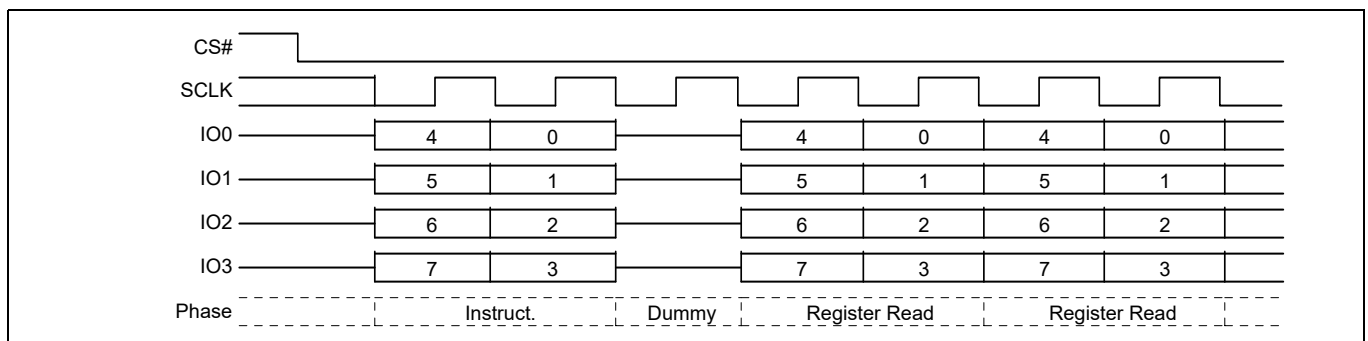 CS#
SCLK
IO0 4 0 4 0 4 0
IO1 5 1 5 1 5 1
IO2 6 2 6 2 6 2
IO3 7 3 7 3 7 3
Phase Instruct. Dummy Register Read Register Read